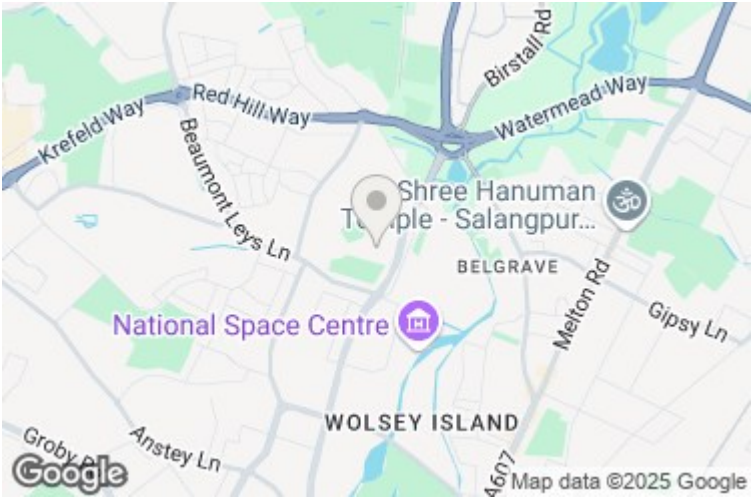 Birstall Rd
Red Hill Way
Watermead Way
Krefeld Way
Beaumont Leys Ln
Shree Hanuman
Temple - Salangpur...
BELGRAVE
Melton Rd
Gipsy Ln
National Space Centre
WOLSEY ISLAND
Anstey Ln
Groby
A607
Google
Map data ©2025 Google